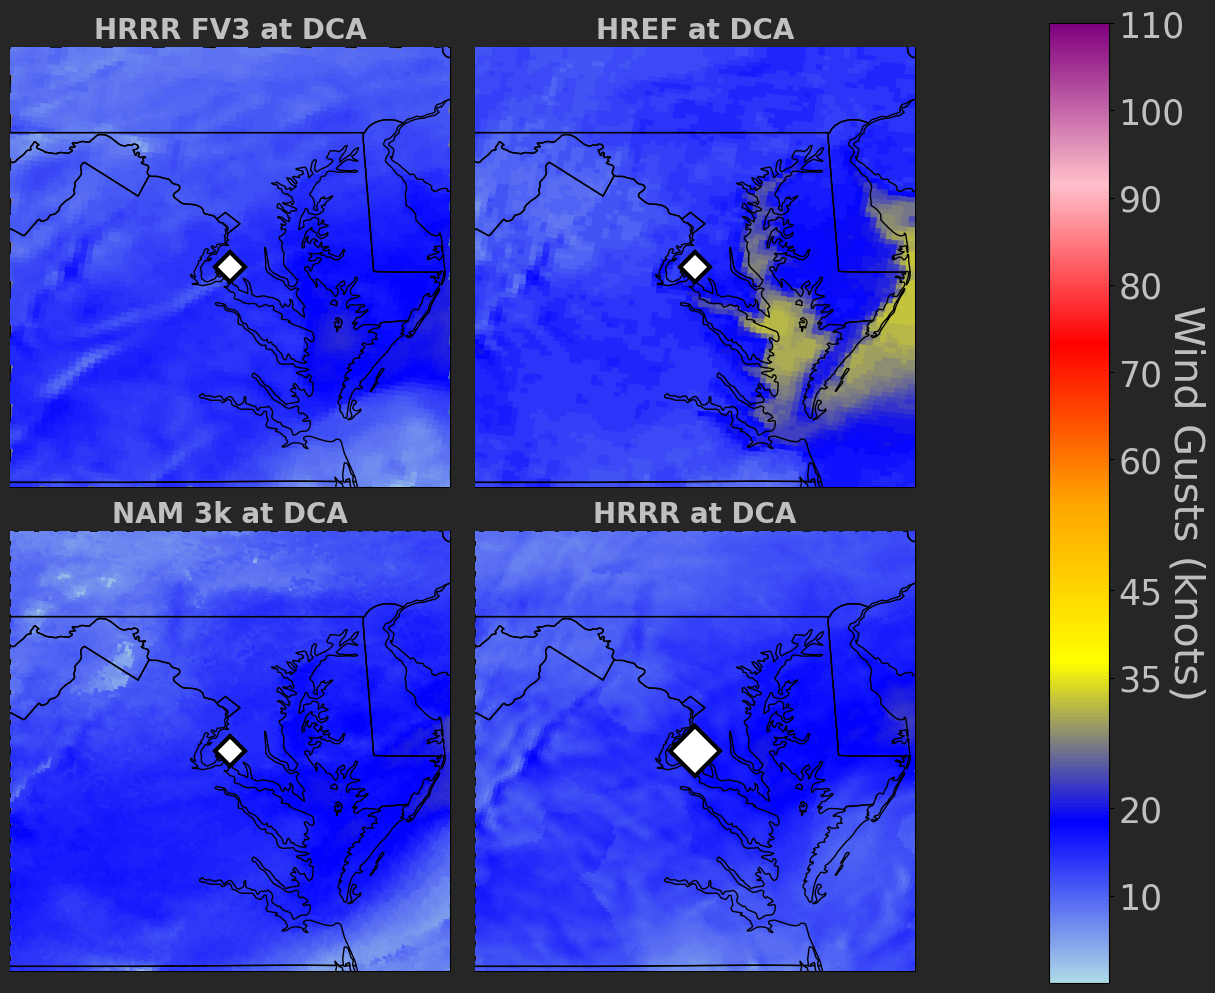 HRRR FV3 at DCA
HREF at DCA
NAM 3k at DCA
HRRR at DCA
110
100
90
80
70
60
45
35
20
10
Wind Gusts (knots)